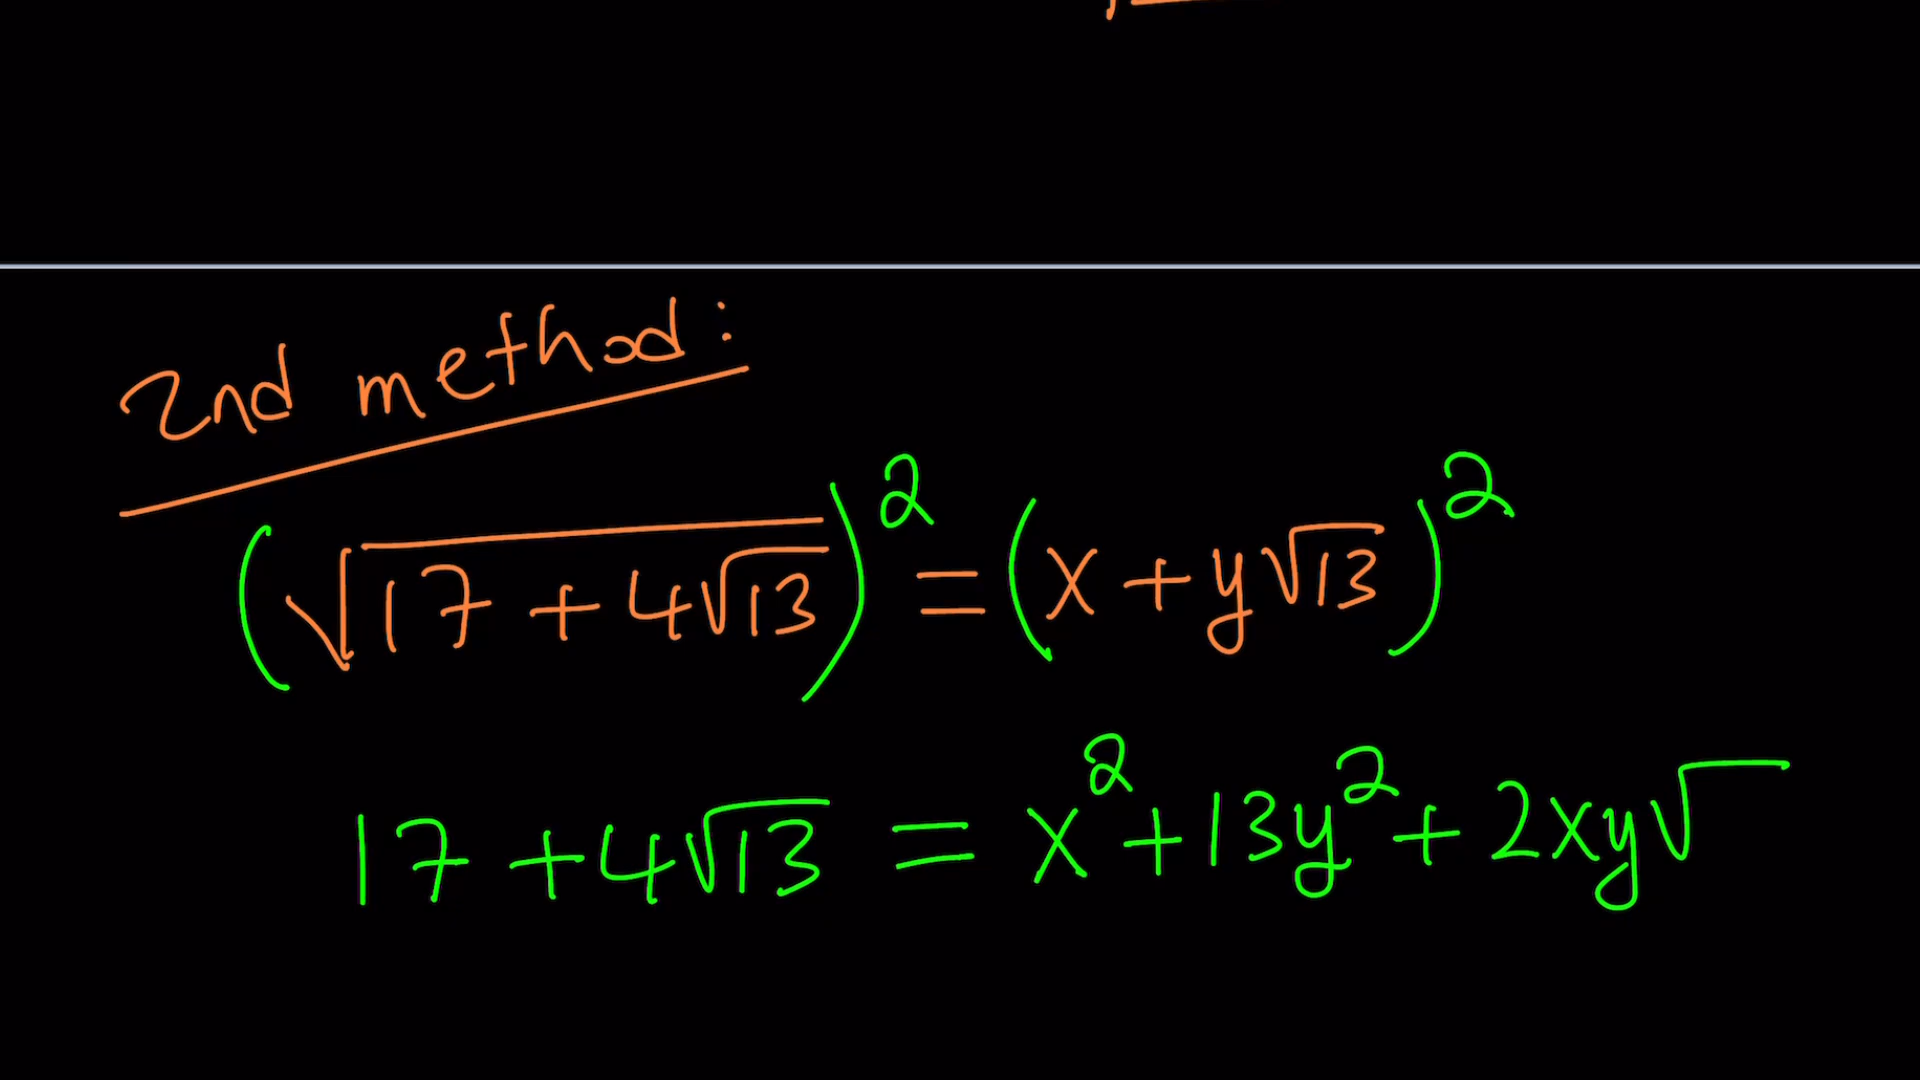 2nd method:
(√(17 + 4√13))² = (x + y√13)²
17 + 4√13 = x² + 13y² + 2xy√